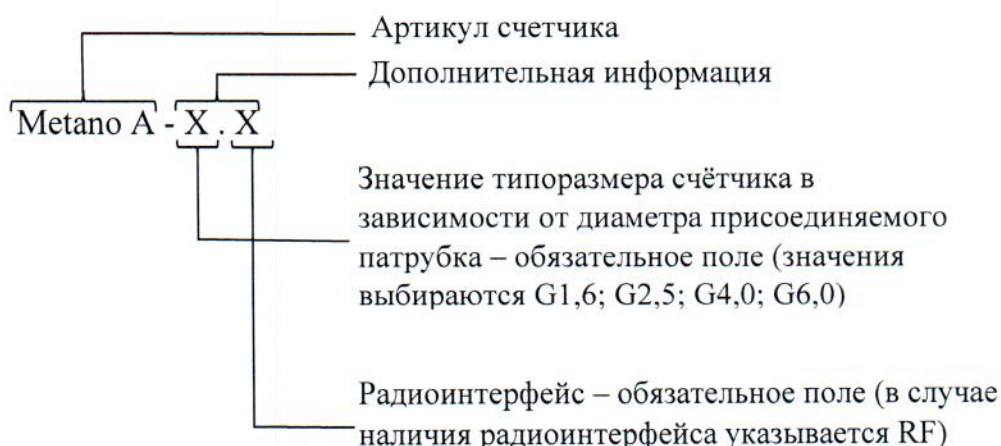 Артикул счетчика
Дополнительная информация
Metano A - X . X
Значение типоразмера счётчика в
зависимости от диаметра присоединяемого
патрубка – обязательное поле (значения
выбираются G1,6; G2,5; G4,0; G6,0)
Радиоинтерфейс – обязательное поле (в случае
наличия радиоинтерфейса указывается RF)